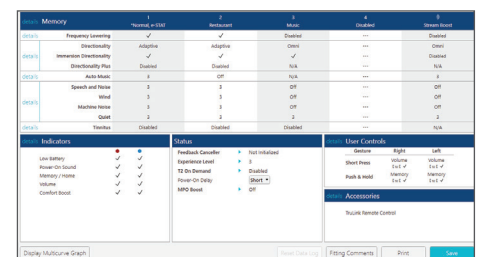 details Memory 1 *Normal, e-STAT 2 Restaurant 3 Music 4 Disabled Stream Boost
details Frequency Lowering ✓ ✓ Disabled --- Disabled
Directionality Adaptive Adaptive Omni --- Omni
details Immersion Directionality ✓ ✓ Disabled --- Disabled
Directionality Plus Disabled Disabled N/A --- N/A
details Auto Music 3 Off N/A --- N/A
Speech and Noise 3 3 Off --- Off
Wind 3 3 Off --- Off
details Machine Noise 3 3 Off --- Off
Quiet 2 2 2 --- 2
details Tinnitus Disabled Disabled Disabled --- N/A
details Indicators
Low Battery ✓ ✓
Power-On Sound ✓ ✓
Memory / Home ✓ ✓
Volume ✓ ✓
Comfort Boost ✓ ✓
Status
Feedback Canceller Not Initialized
Experience Level 3
T2 On Demand Disabled
Power-On Delay Short
MPO Boost Off
details User Controls
Gesture Right Left
Short Press Volume Volume
✓ ✓
Push & Hold Memory Memory
✓ ✓
details Accessories
TruLink Remote Control
Display Multicurve Graph Reset Data Log Fitting Comments Print Save